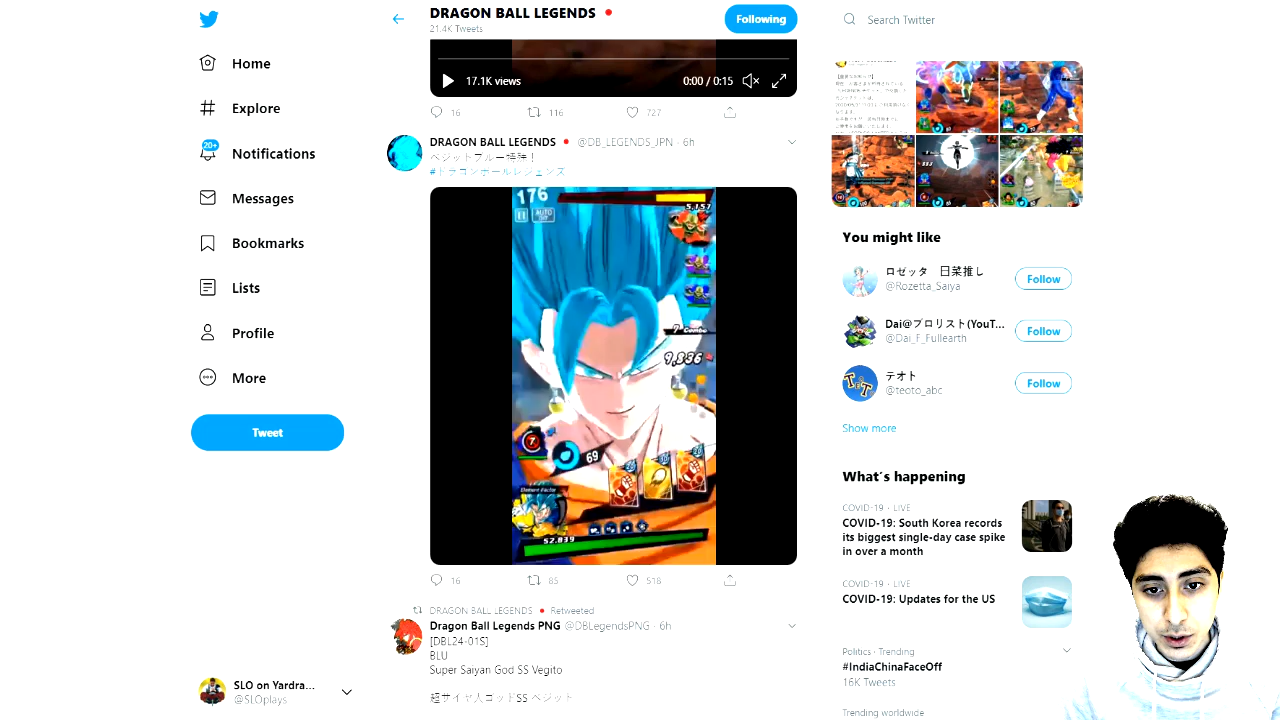 Home
Explore
20+
Notifications
Messages
Bookmarks
Lists
Profile
More
Tweet
SLO on Yardra...
@SLOplays
DRAGON BALL LEGENDS
21.4K Tweets
Following
17.1K views
0:00 / 0:15
16 116 727
DRAGON BALL LEGENDS @DB_LEGENDS_JPN · 6h
ベジットブルー特殊！
#ドラゴンボールレジェンズ
176
5,157
AUTO
7 Combo
9,836
7
69
Element Factor
52,839
16 85 518
DRAGON BALL LEGENDS Retweeted
Dragon Ball Legends PNG @DBLegendsPNG · 6h
[DBL24-01S]
BLU
Super Saiyan God SS Vegito
超サイヤ人ゴッドSS ベジット
Search Twitter
You might like
ロゼッタ 日菜推し
@Rozetta_Saiya
Follow
Dai@プロリスト(YouT...
@Dai_F_Fullearth
Follow
テオト
@teoto_abc
Follow
Show more
What's happening
COVID-19 · LIVE
COVID-19: South Korea records
its biggest single-day case spike
in over a month
COVID-19 · LIVE
COVID-19: Updates for the US
Politics · Trending
#IndiaChinaFaceOff
16K Tweets
Trending worldwide